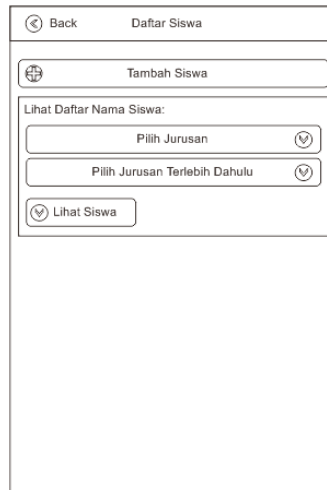 Back Daftar Siswa
Tambah Siswa
Lihat Daftar Nama Siswa:
Pilih Jurusan
Pilih Jurusan Terlebih Dahulu
Lihat Siswa